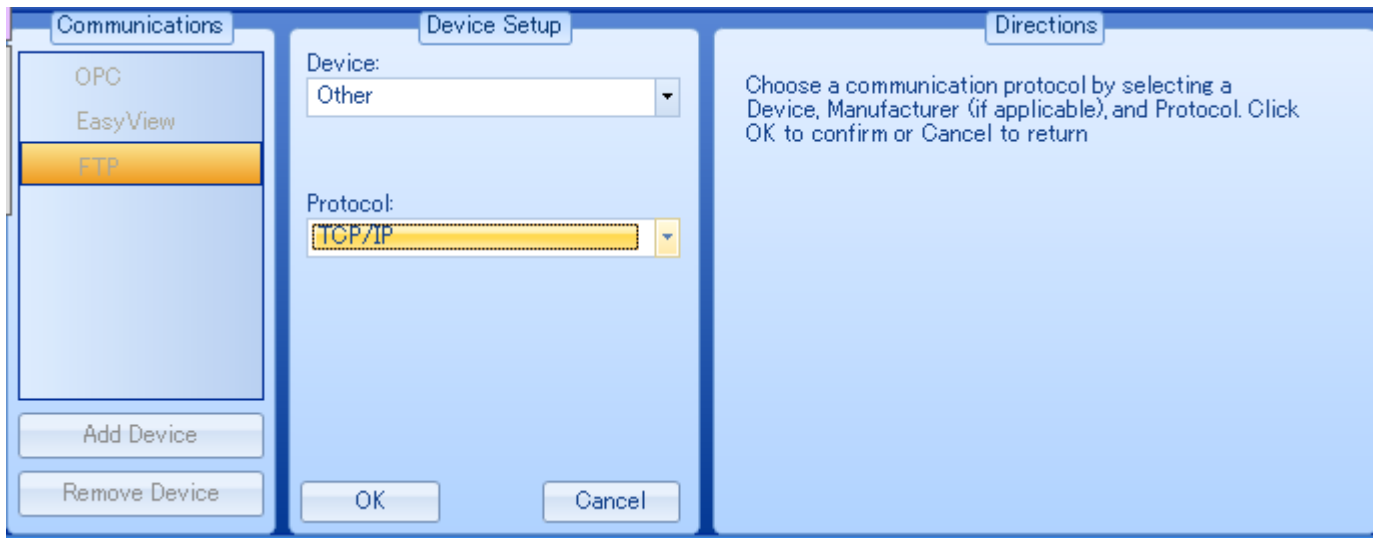 Communications
OPC
EasyView
FTP
Add Device
Remove Device
Device Setup
Device:
Other
Protocol:
TCP/IP
OK
Cancel
Directions
Choose a communication protocol by selecting a
Device, Manufacturer (if applicable), and Protocol. Click
OK to confirm or Cancel to return